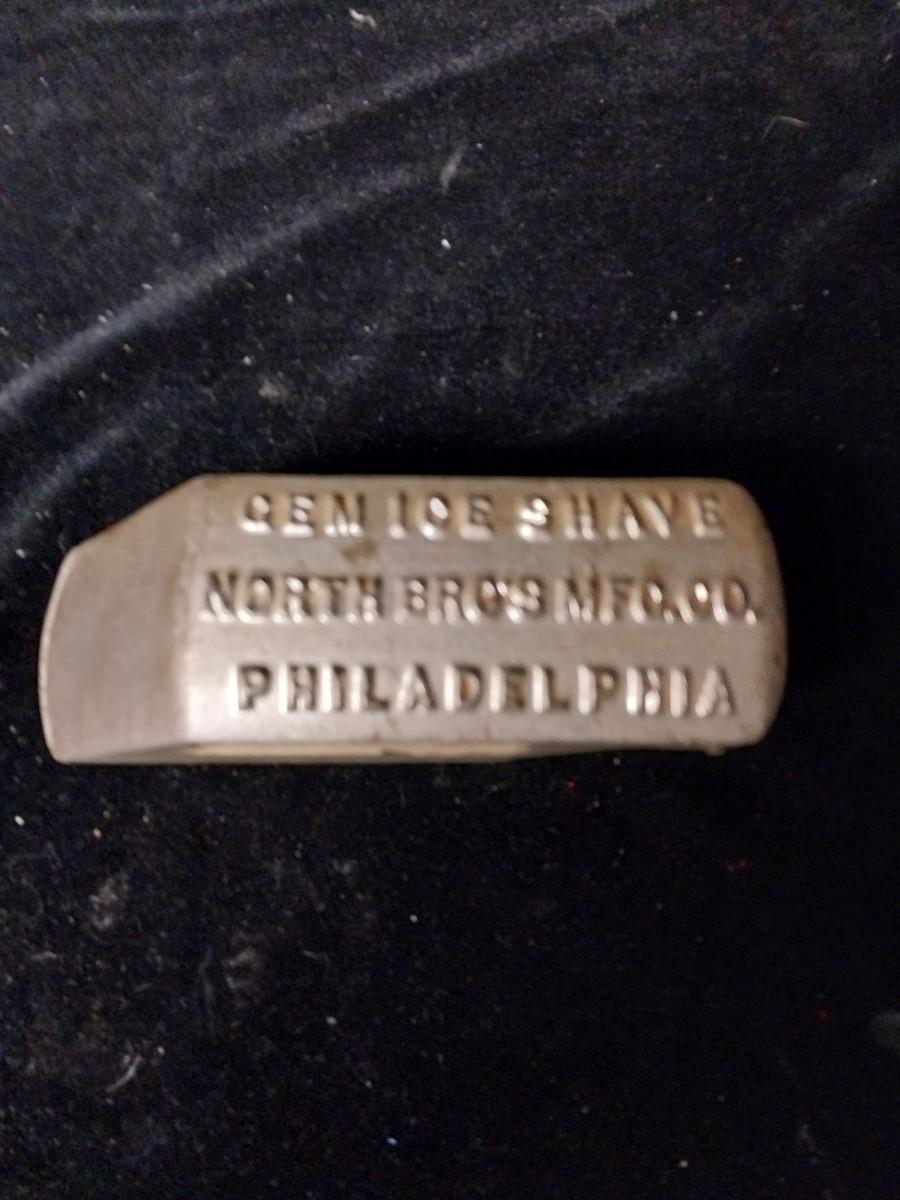 GEM ICE SHAVE
NORTH BRO'S MFG.CO.
PHILADELPHIA